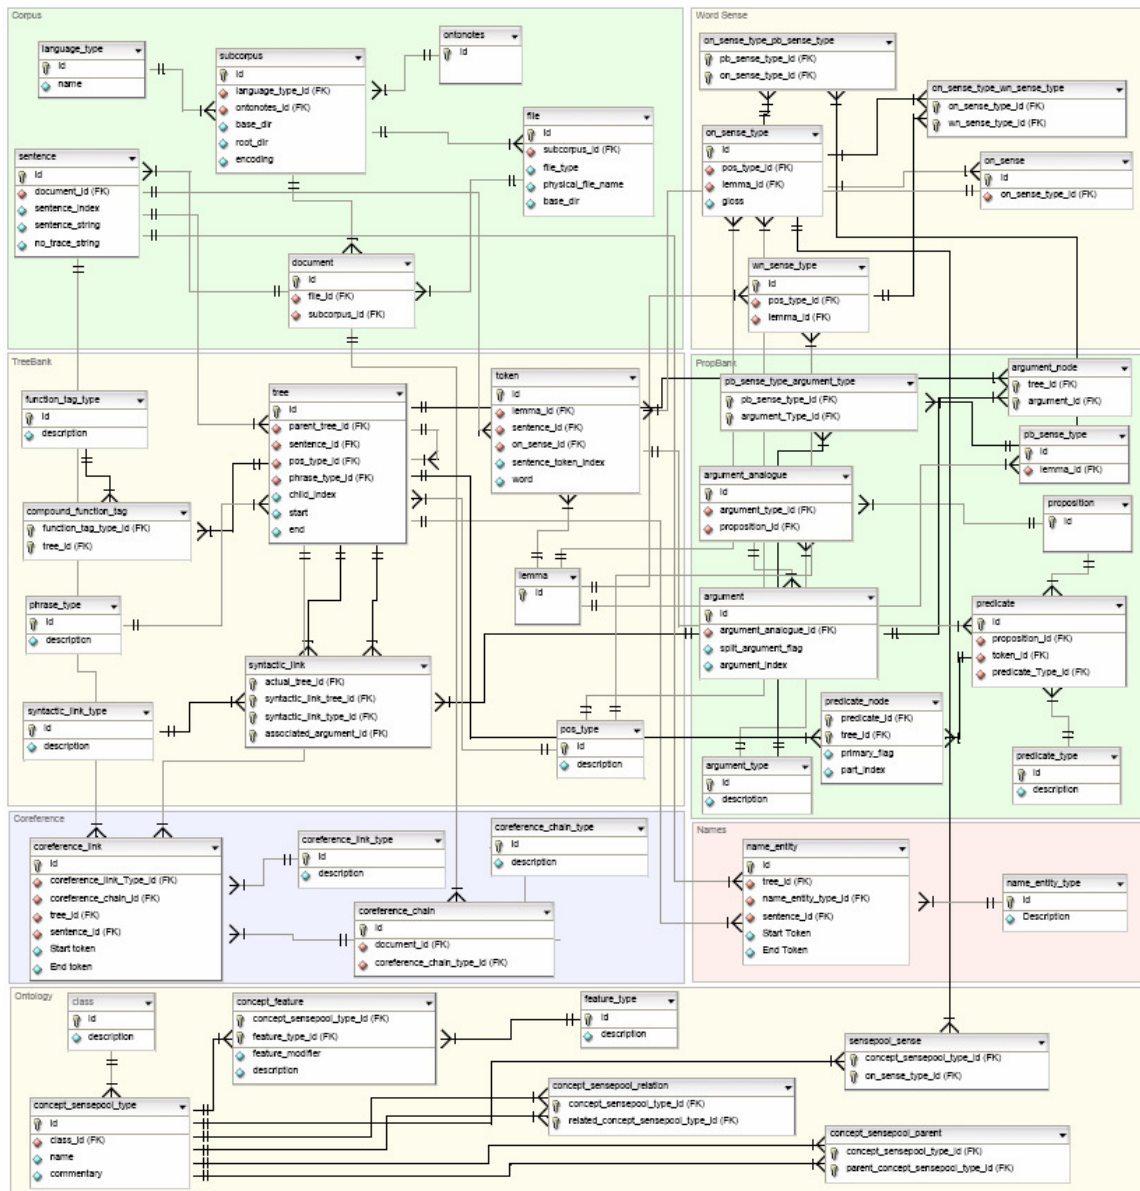 Corpus
language_type
id
name
subcorpus
id
language_type_id (FK)
ontonotes_id (FK)
base_dir
root_dir
encoding
ontonotes
id
file
id
subcorpus_id (FK)
file_type
physical_file_name
base_dir
sentence
id
document_id (FK)
sentence_index
sentence_string
no_trace_string
document
id
file_id (FK)
subcorpus_id (FK)
Word Sense
on_sense_type_pb_sense_type
pb_sense_type_id (FK)
on_sense_type_id (FK)
on_sense_type_wn_sense_type
on_sense_type_id (FK)
wn_sense_type_id (FK)
on_sense_type
id
pos_type_id (FK)
lemma_id (FK)
gloss
on_sense
id
on_sense_type_id (FK)
wn_sense_type
id
pos_type_id (FK)
lemma_id (FK)
TreeBank
function_tag_type
id
description
tree
id
parent_tree_id (FK)
sentence_id (FK)
pos_type_id (FK)
phrase_type_id (FK)
child_index
start
end
token
id
lemma_id (FK)
sentence_id (FK)
on_sense_id (FK)
sentence_token_index
word
compound_function_tag
function_tag_type_id (FK)
tree_id (FK)
lemma
id
phrase_type
id
description
syntactic_link
actual_tree_id (FK)
syntactic_link_tree_id (FK)
syntactic_link_type_id (FK)
associated_argument_id (FK)
syntactic_link_type
id
description
pos_type
id
description
PropBank
pb_sense_type_argument_type
pb_sense_type_id (FK)
argument_Type_id (FK)
argument_node
tree_id (FK)
argument_id (FK)
pb_sense_type
id
lemma_id (FK)
argument_analogue
id
argument_type_id (FK)
proposition_id (FK)
proposition
id
argument
id
argument_analogue_id (FK)
split_argument_flag
argument_index
predicate
id
proposition_id (FK)
token_id (FK)
predicate_Type_id (FK)
predicate_node
predicate_id (FK)
tree_id (FK)
primary_flag
part_index
argument_type
id
description
predicate_type
id
description
Coreference
coreference_link
id
coreference_link_Type_id (FK)
coreference_chain_id (FK)
tree_id (FK)
sentence_id (FK)
Start token
End token
coreference_link_type
id
description
coreference_chain_type
id
description
coreference_chain
id
document_id (FK)
coreference_chain_type_id (FK)
Names
name_entity
id
tree_id (FK)
name_entity_type_id (FK)
sentence_id (FK)
Start Token
End Token
name_entity_type
id
Description
Ontology
class
id
description
concept_feature
concept_sensepool_type_id (FK)
feature_type_id (FK)
feature_modifier
description
feature_type
id
description
sensepool_sense
concept_sensepool_type_id (FK)
on_sense_type_id (FK)
concept_sensepool_type
id
class_id (FK)
name
commentary
concept_sensepool_relation
concept_sensepool_type_id (FK)
related_concept_sensepool_type_id (FK)
concept_sensepool_parent
concept_sensepool_type_id (FK)
parent_concept_sensepool_type_id (FK)